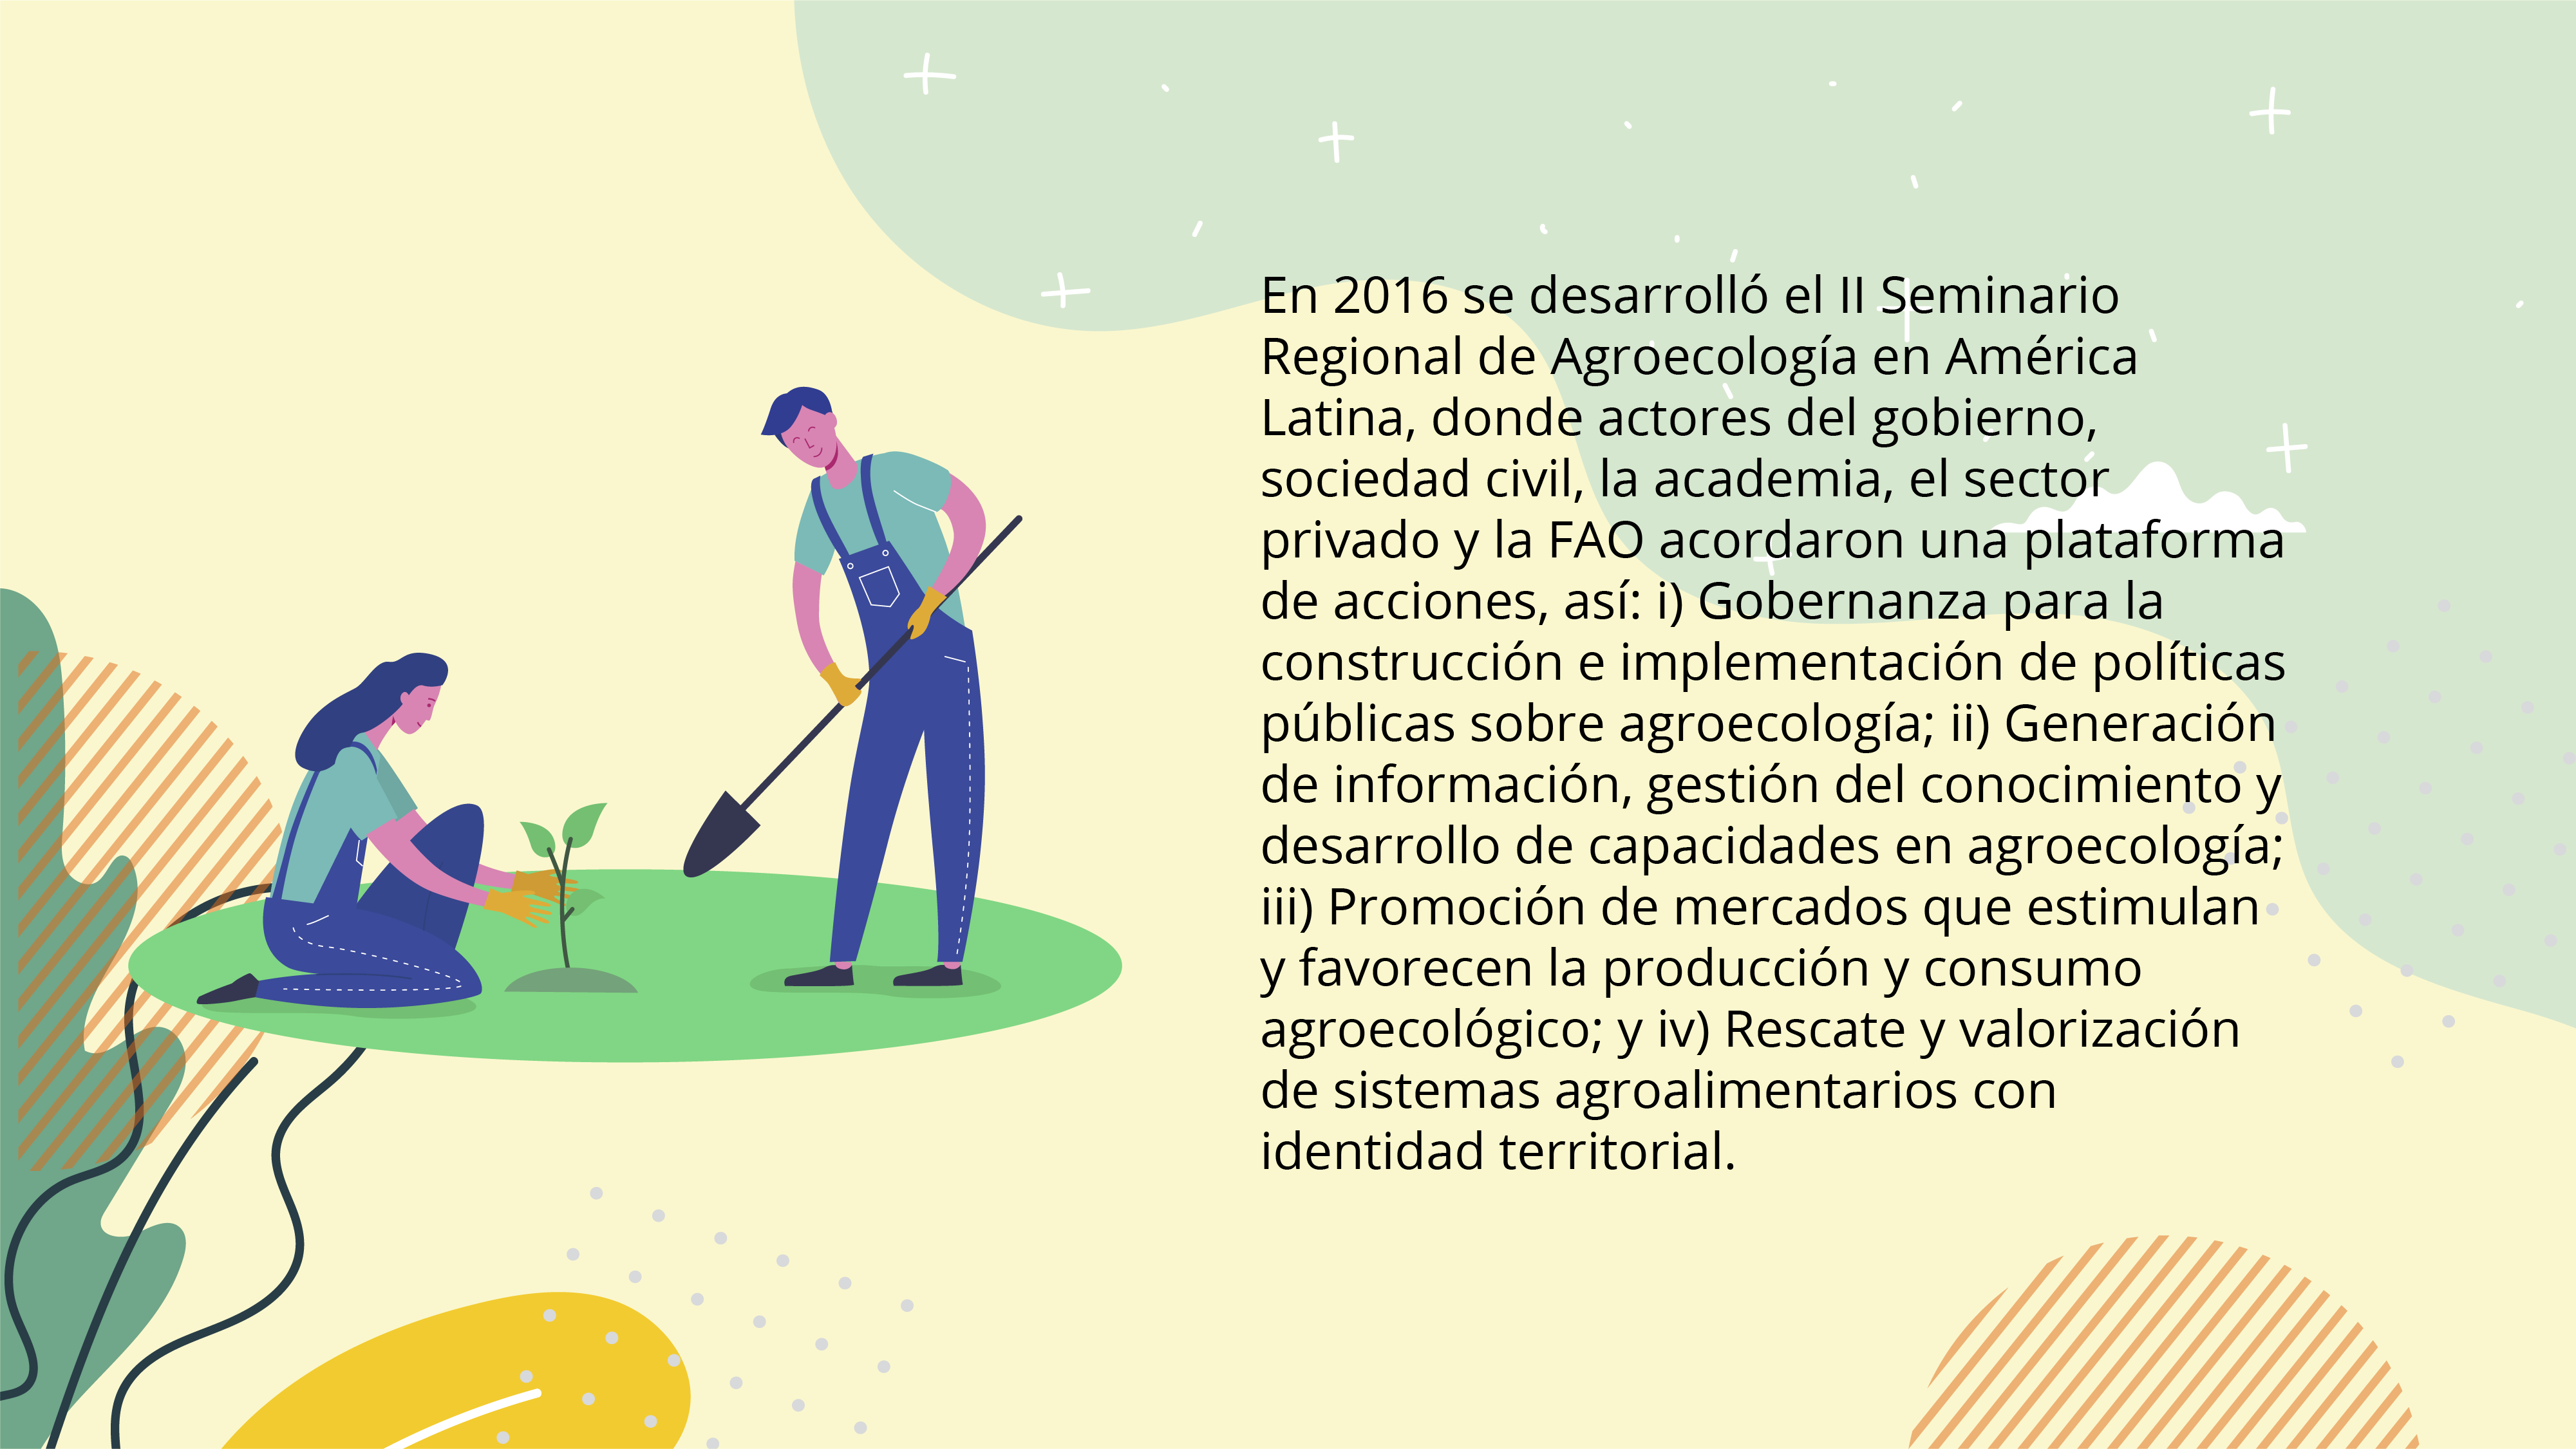 En 2016 se desarrolló el II Seminario
Regional de Agroecología en América
Latina, donde actores del gobierno,
sociedad civil, la academia, el sector
privado y la FAO acordaron una plataforma
de acciones, así: i) Gobernanza para la
construcción e implementación de políticas
públicas sobre agroecología; ii) Generación
de información, gestión del conocimiento y
desarrollo de capacidades en agroecología;
iii) Promoción de mercados que estimulan
y favorecen la producción y consumo
agroecológico; y iv) Rescate y valorización
de sistemas agroalimentarios con
identidad territorial.